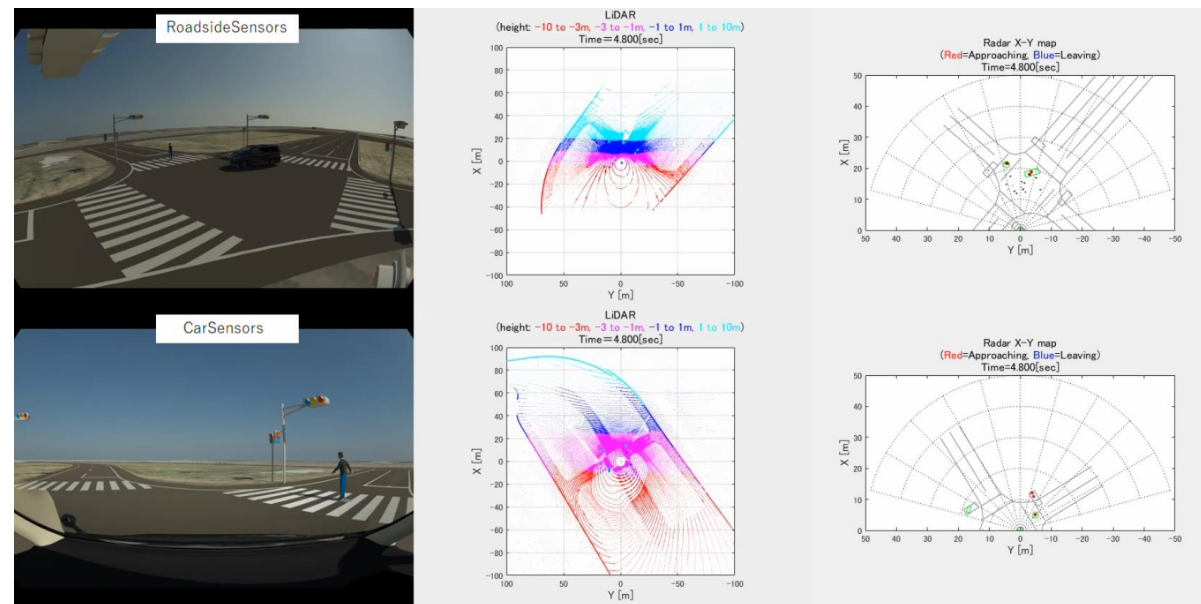 RoadsideSensors
LiDAR
(height: -10 to -3m, -3 to -1m, -1 to 1m, 1 to 10m)
Time=4.800[sec]
100
80
60
40
20
0
-20
-40
-60
-80
-100
100 50 0 -50 -100
X [m]
Y [m]
Radar X-Y map
(Red=Approaching, Blue=Leaving)
Time=4.800[sec]
50
40
30
20
10
0
50 40 30 20 10 0 -10 -20 -30 -40 -50
X [m]
Y [m]
CarSensors
LiDAR
(height: -10 to -3m, -3 to -1m, -1 to 1m, 1 to 10m)
Time=4.800[sec]
100
80
60
40
20
0
-20
-40
-60
-80
-100
100 50 0 -50 -100
X [m]
Y [m]
Radar X-Y map
(Red=Approaching, Blue=Leaving)
Time=4.800[sec]
50
40
30
20
10
0
50 40 30 20 10 0 -10 -20 -30 -40 -50
X [m]
Y [m]